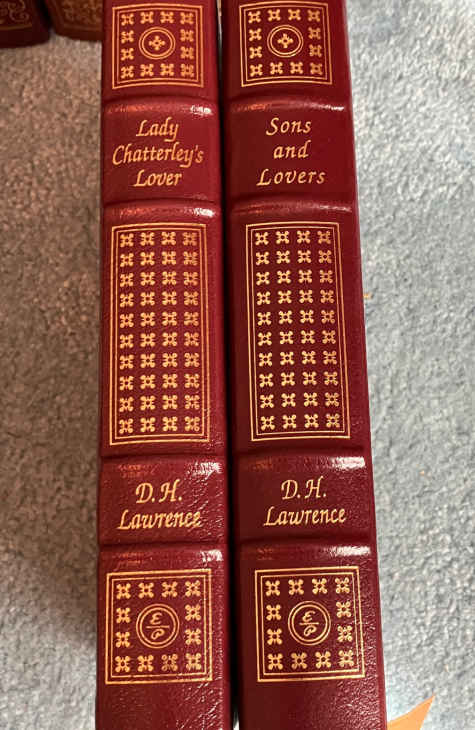 Lady
Chatterley's
Lover
D.H.
Lawrence
E
P
Sons
and
Lovers
D.H.
Lawrence
E
P